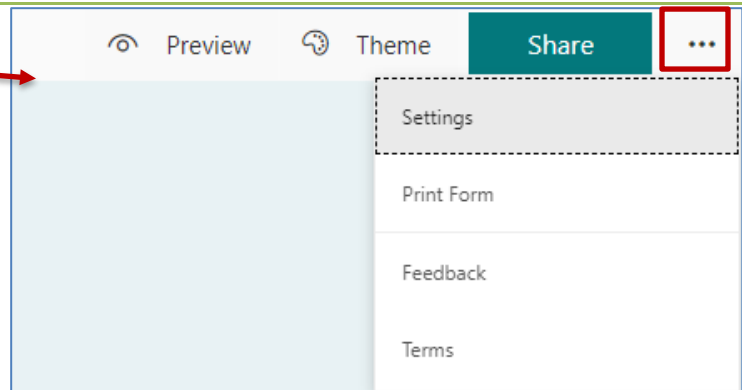 Preview Theme Share ...
Settings
Print Form
Feedback
Terms